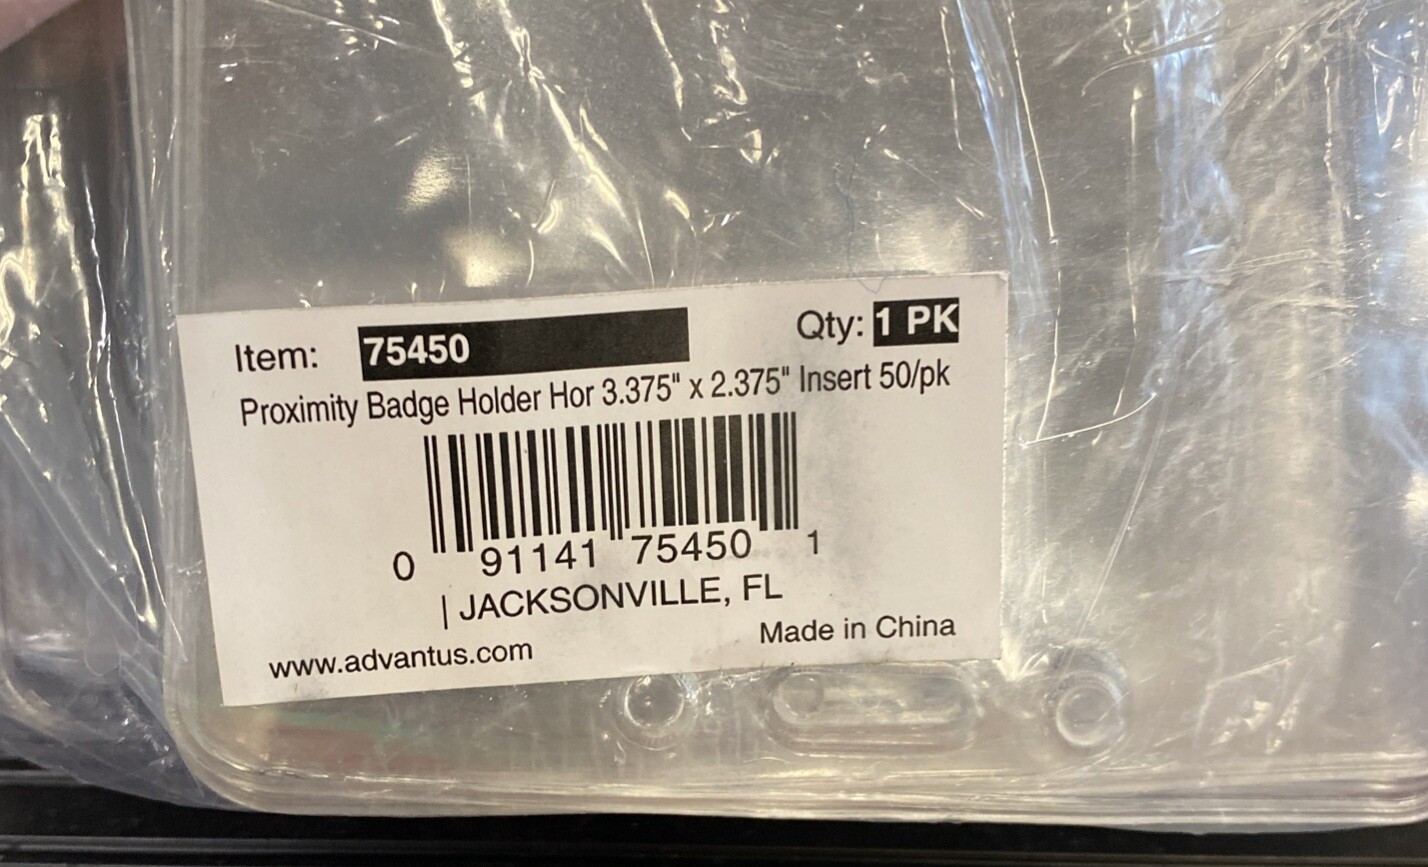 Item: 75450 Qty: 1 PK
Proximity Badge Holder Hor 3.375" x 2.375" Insert 50/pk
0 91141 75450 1
| JACKSONVILLE, FL
www.advantus.com Made in China